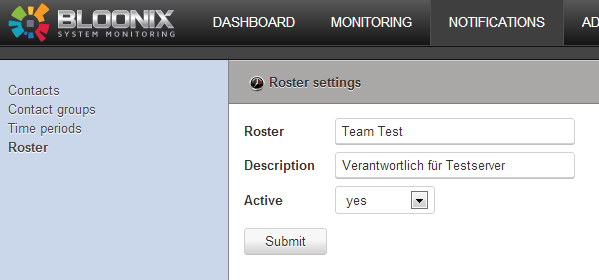 BLOONIX
SYSTEM MONITORING
DASHBOARD
MONITORING
NOTIFICATIONS
AD
Contacts
Contact groups
Time periods
Roster
Roster settings
Roster
Team Test
Description
Verantwortlich für Testserver
Active
yes
Submit